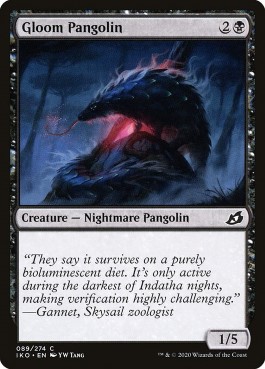 Gloom Pangolin 2
Creature — Nightmare Pangolin
“They say it survives on a purely
bioluminescent diet. It’s only active
during the darkest of Indatha nights,
making verification highly challenging.”
—Gannet, Skysail zoologist
1/5
089/274 C
IKO • EN YW Tang
™ & © 2020 Wizards of the Coast